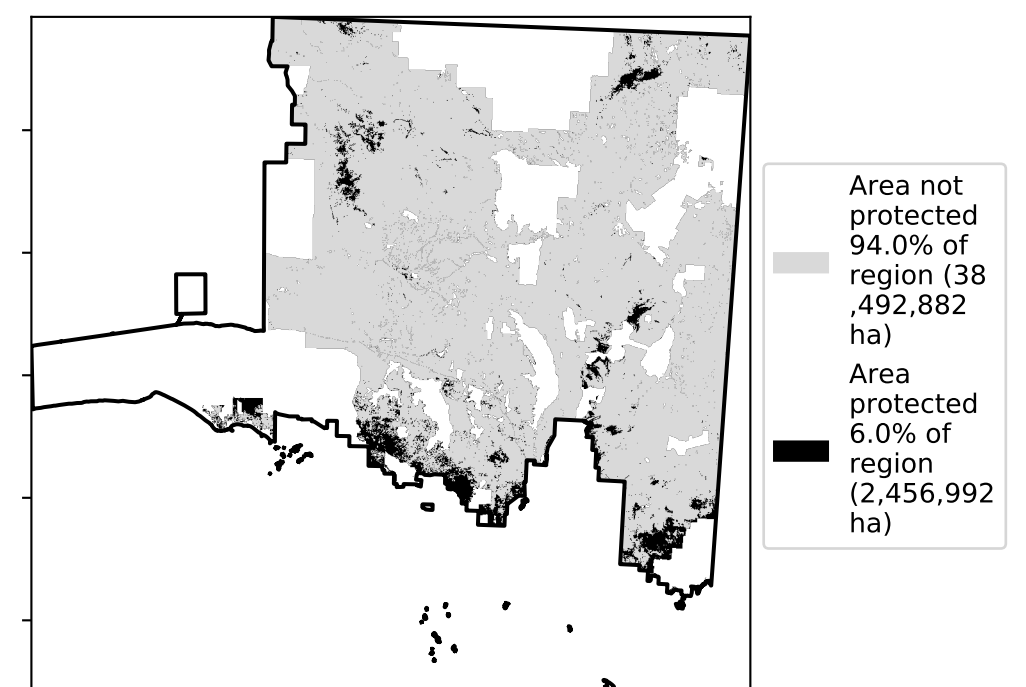 Area not
protected
94.0% of
region (38
,492,882
ha)
Area
protected
6.0% of
region
(2,456,992
ha)